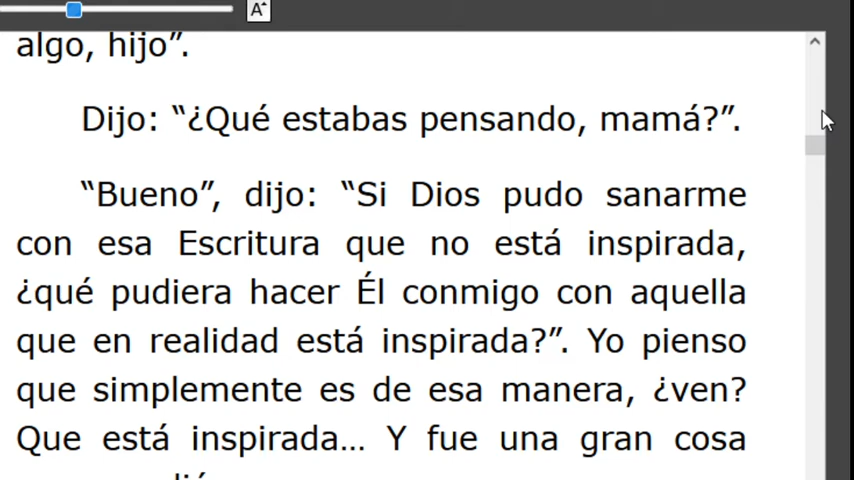 A
algo, hijo”.
Dijo: “¿Qué estabas pensando, mamá?”.
“Bueno”, dijo: “Si Dios pudo sanarme
con esa Escritura que no está inspirada,
¿qué pudiera hacer Él conmigo con aquella
que en realidad está inspirada?”. Yo pienso
que simplemente es de esa manera, ¿ven?
Que está inspirada... Y fue una gran cosa